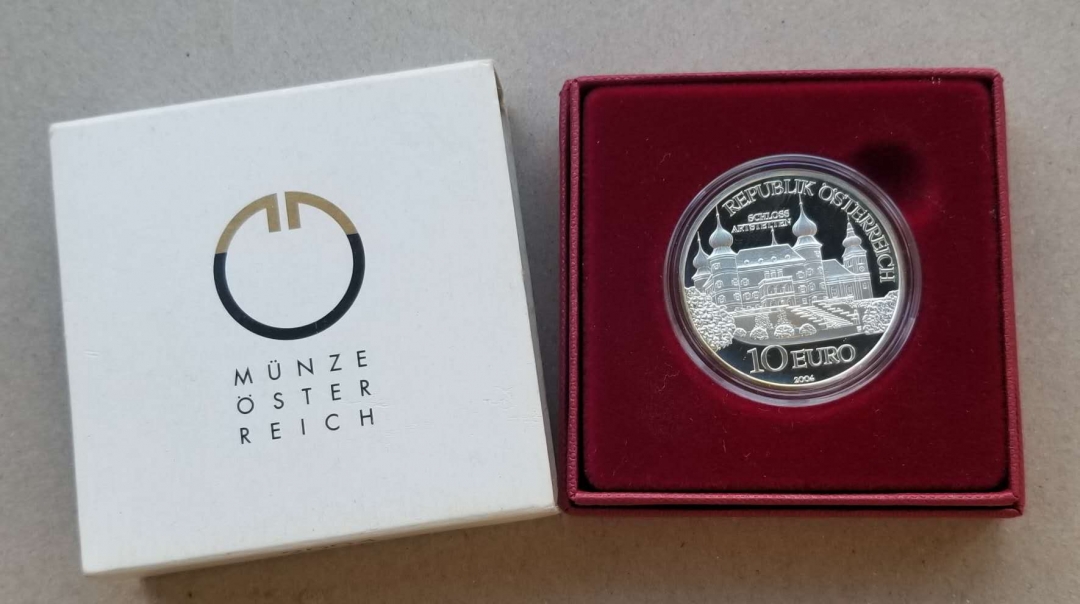 MÜNZE
ÖSTER
REICH
REPUBLIK ÖSTERREICH
SCHLOSS
ARTSTETTEN
10 EURO
2004